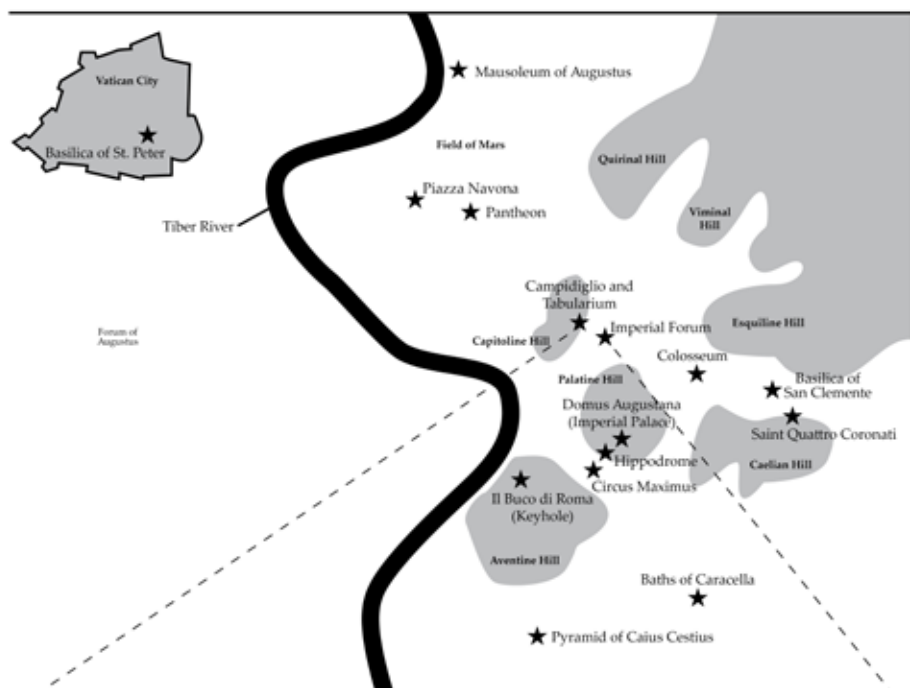 Mausoleum of Augustus
Vatican City
Basilica of St. Peter
Field of Mars
Quirinal Hill
Piazza Navona
Pantheon
Tiber River
Viminal
Hill
Campidiglio and
Tabularium
Imperial Forum
Esquiline Hill
Forum of
Augustus
Capitoline Hill
Colosseum
Basilica of
San Clemente
Palatine Hill
Domus Augustana
(Imperial Palace)
Saint Quattro Coronati
Hippodrome
Caelian Hill
Circus Maximus
Il Buco di Roma
(Keyhole)
Aventine Hill
Baths of Caracella
Pyramid of Caius Cestius